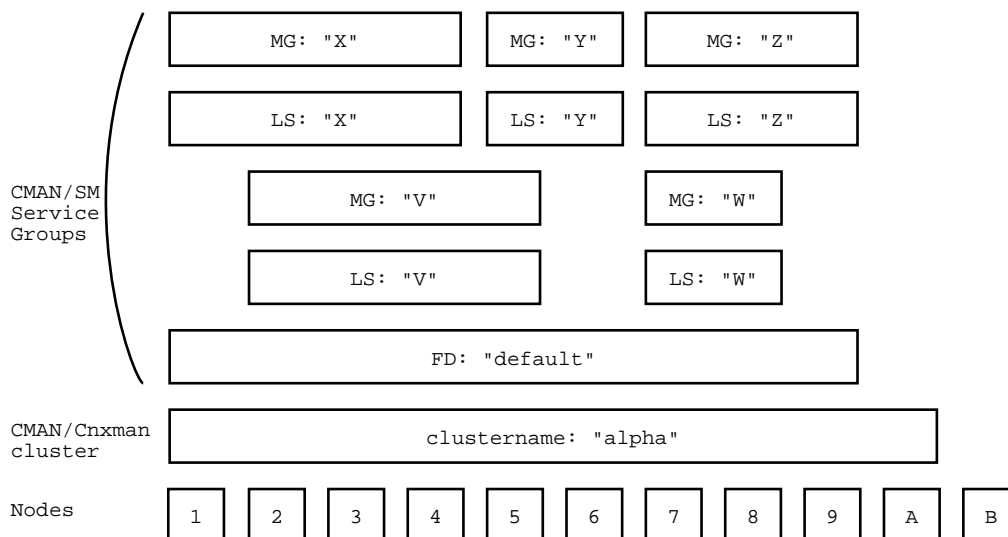 MG: "X" MG: "Y" MG: "Z"
LS: "X" LS: "Y" LS: "Z"
CMAN/SM
Service
Groups
MG: "V" MG: "W"
LS: "V" LS: "W"
FD: "default"
CMAN/Cnxman
cluster
clustername: "alpha"
Nodes
1 2 3 4 5 6 7 8 9 A B